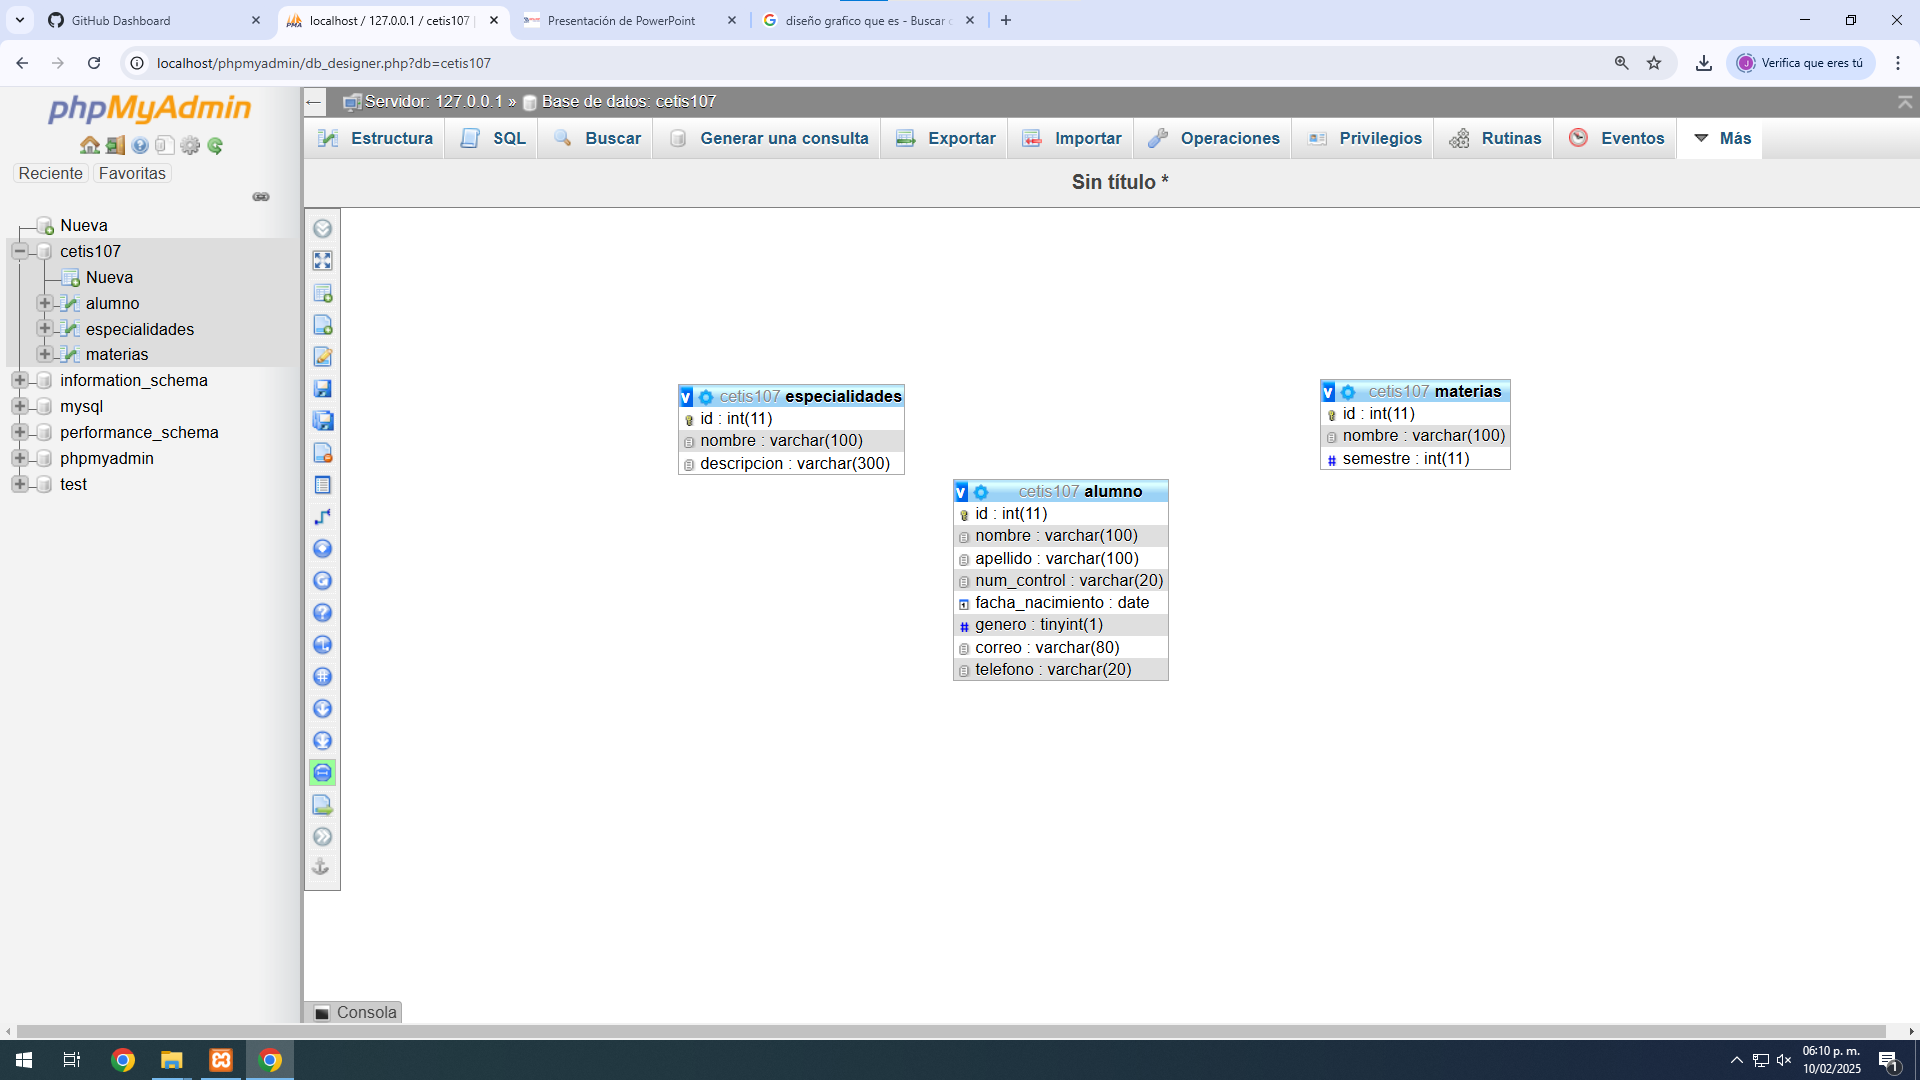 GitHub Dashboard
localhost / 127.0.0.1 / cetis107 |
Presentación de PowerPoint
diseño grafico que es - Buscar
localhost/phpmyadmin/db_designer.php?db=cetis107
Verifica que eres tú
phpMyAdmin
Reciente Favoritas
Nueva
cetis107
Nueva
alumno
especialidades
materias
information_schema
mysql
performance_schema
phpmyadmin
test
Servidor: 127.0.0.1 » Base de datos: cetis107
Estructura SQL Buscar Generar una consulta Exportar Importar Operaciones Privilegios Rutinas Eventos Más
Sin título *
cetis107 especialidades
id : int(11)
nombre : varchar(100)
descripcion : varchar(300)
cetis107 materias
id : int(11)
nombre : varchar(100)
semestre : int(11)
cetis107 alumno
id : int(11)
nombre : varchar(100)
apellido : varchar(100)
num_control : varchar(20)
facha_nacimiento : date
genero : tinyint(1)
correo : varchar(80)
telefono : varchar(20)
Consola
06:10 p. m.
10/02/2025
1